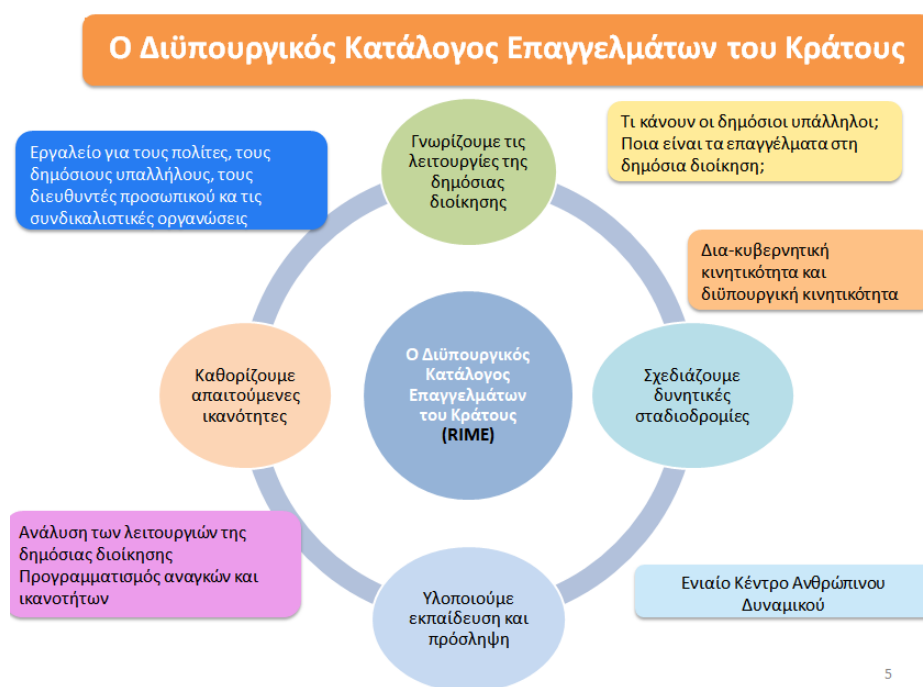 Ο Διϋπουργικός Κατάλογος Επαγγελμάτων του Κράτους
Εργαλείο για τους πολίτες, τους
δημόσιους υπαλλήλους, τους
διευθυντές προσωπικού κα τις
συνδικαλιστικές οργανώσεις
Γνωρίζουμε τις
λειτουργίες της
δημόσιας
διοίκησης
Τι κάνουν οι δημόσιοι υπάλληλοι;
Ποια είναι τα επαγγέλματα στη
δημόσια διοίκηση;
Δια-κυβερνητική
κινητικότητα και
διϋπουργική κινητικότητα
Καθορίζουμε
απαιτούμενες
ικανότητες
Ο Διϋπουργικός
Κατάλογος
Επαγγελμάτων
του Κράτους
(RIME)
Σχεδιάζουμε
δυνητικές
σταδιοδρομίες
Ανάλυση των λειτουργιών της
δημόσιας διοίκησης
Προγραμματισμός αναγκών και
ικανοτήτων
Υλοποιούμε
εκπαίδευση και
πρόσληψη
Ενιαίο Κέντρο Ανθρώπινου
Δυναμικού
5